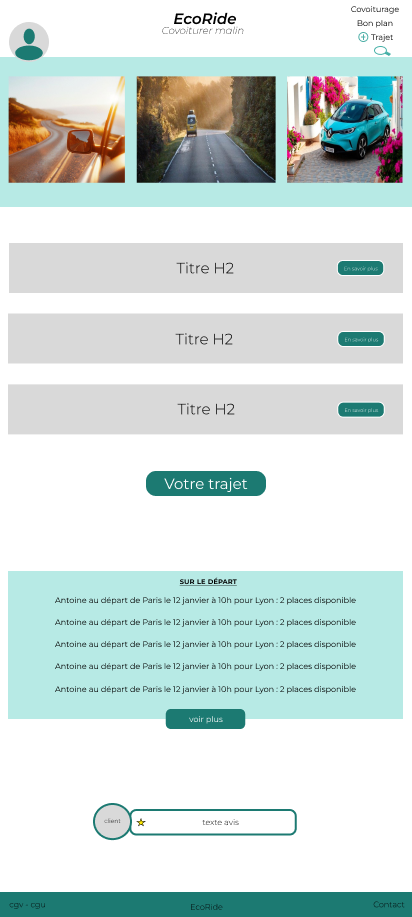 EcoRide
Covoiturer malin
Covoiturage
Bon plan
Trajet
Titre H2
En savoir plus
Titre H2
En savoir plus
Titre H2
En savoir plus
Votre trajet
SUR LE DÉPART
Antoine au départ de Paris le 12 janvier à 10h pour Lyon : 2 places disponible
Antoine au départ de Paris le 12 janvier à 10h pour Lyon : 2 places disponible
Antoine au départ de Paris le 12 janvier à 10h pour Lyon : 2 places disponible
Antoine au départ de Paris le 12 janvier à 10h pour Lyon : 2 places disponible
Antoine au départ de Paris le 12 janvier à 10h pour Lyon : 2 places disponible
voir plus
client
texte avis
cgv - cgu
EcoRide
Contact